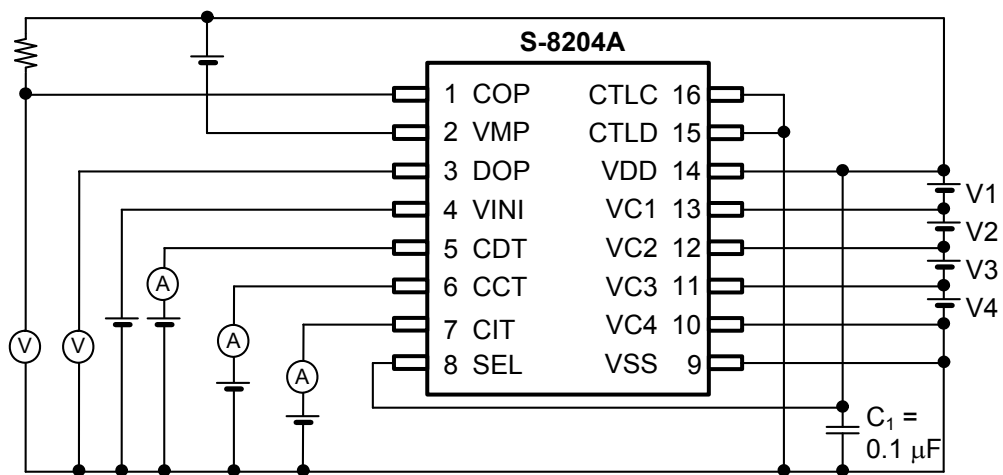 S-8204A
1 COP
CTLC 16
2 VMP
CTLD 15
3 DOP
VDD 14
4 VINI
VC1 13
5 CDT
VC2 12
6 CCT
VC3 11
7 CIT
VC4 10
8 SEL
VSS 9
V1
V2
V3
V4
V
V
A
A
A
C₁ =
0.1 μF